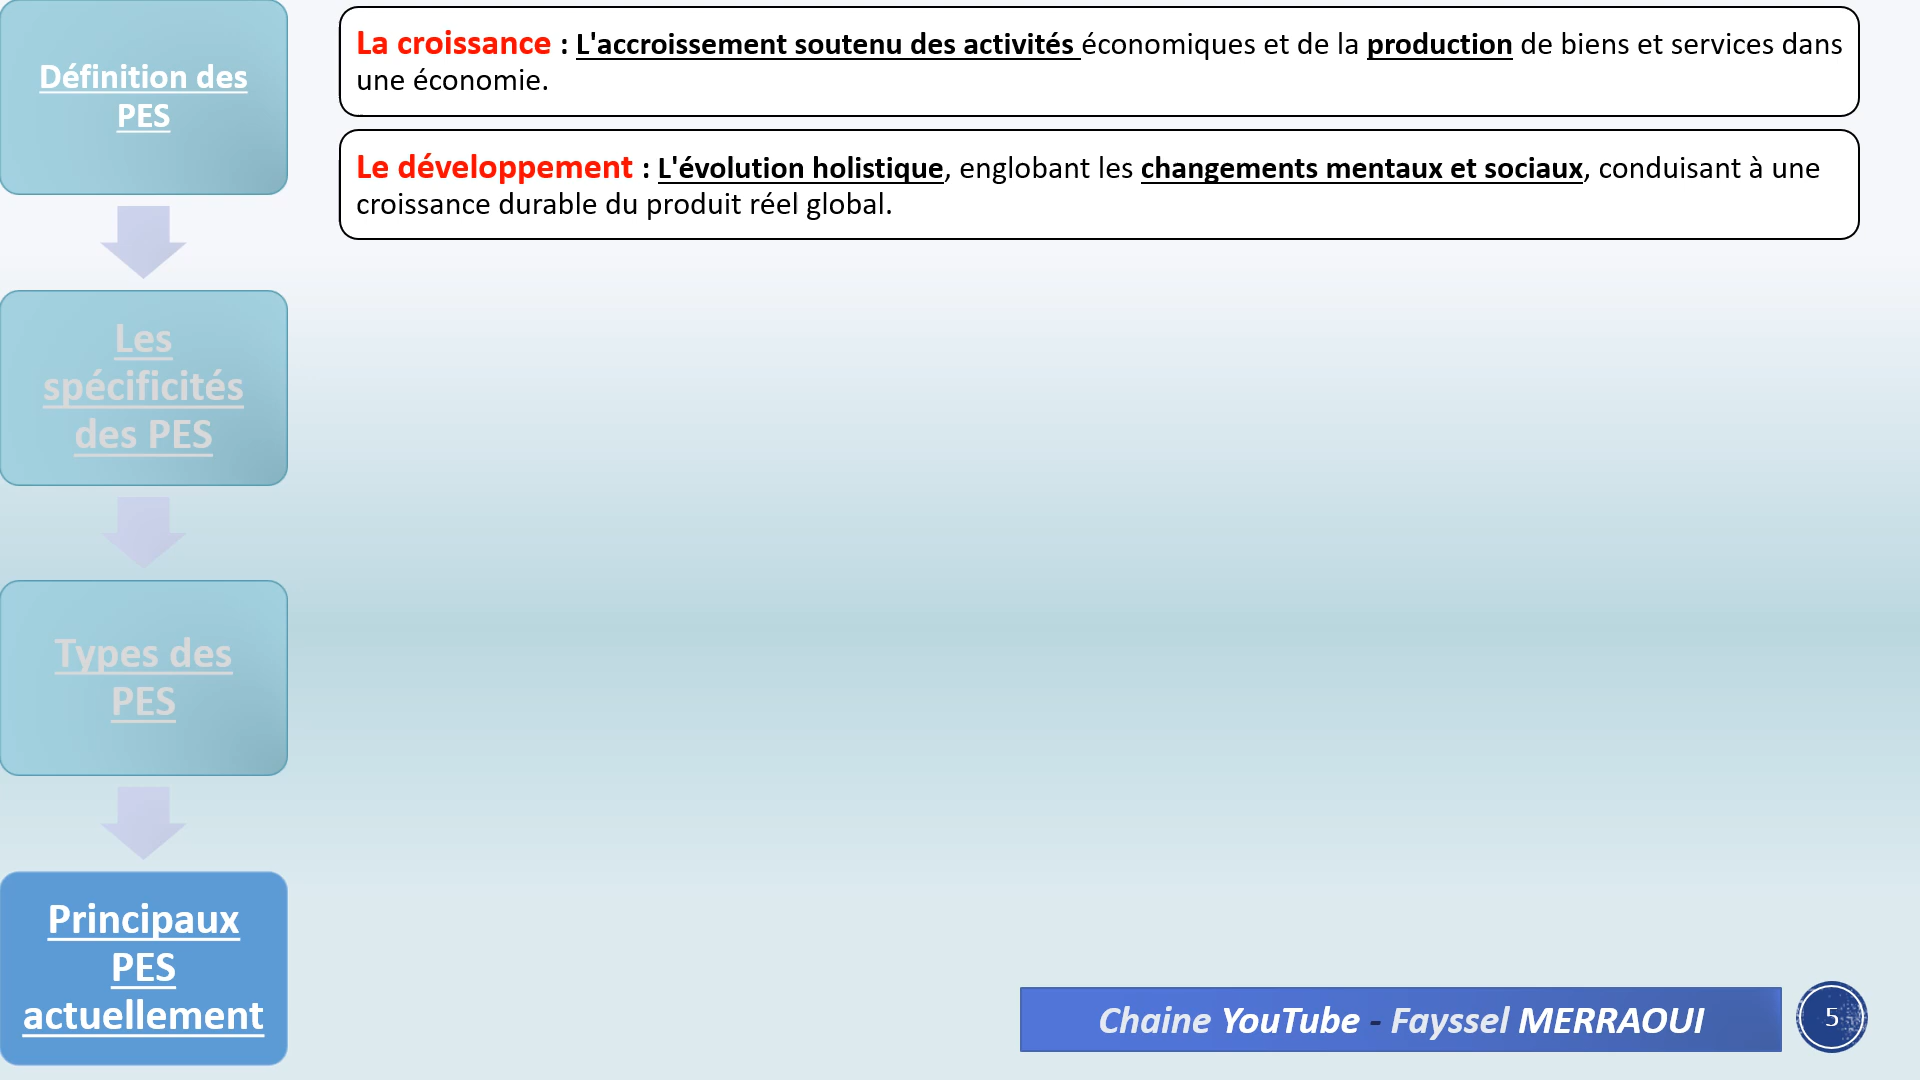 Définition des
PES
Les
spécificités
des PES
Types des
PES
Principaux
PES
actuellement
La croissance : L'accroissement soutenu des activités économiques et de la production de biens et services dans
une économie.
Le développement : L'évolution holistique, englobant les changements mentaux et sociaux, conduisant à une
croissance durable du produit réel global.
Chaine YouTube - Fayssel MERRAOUI
5